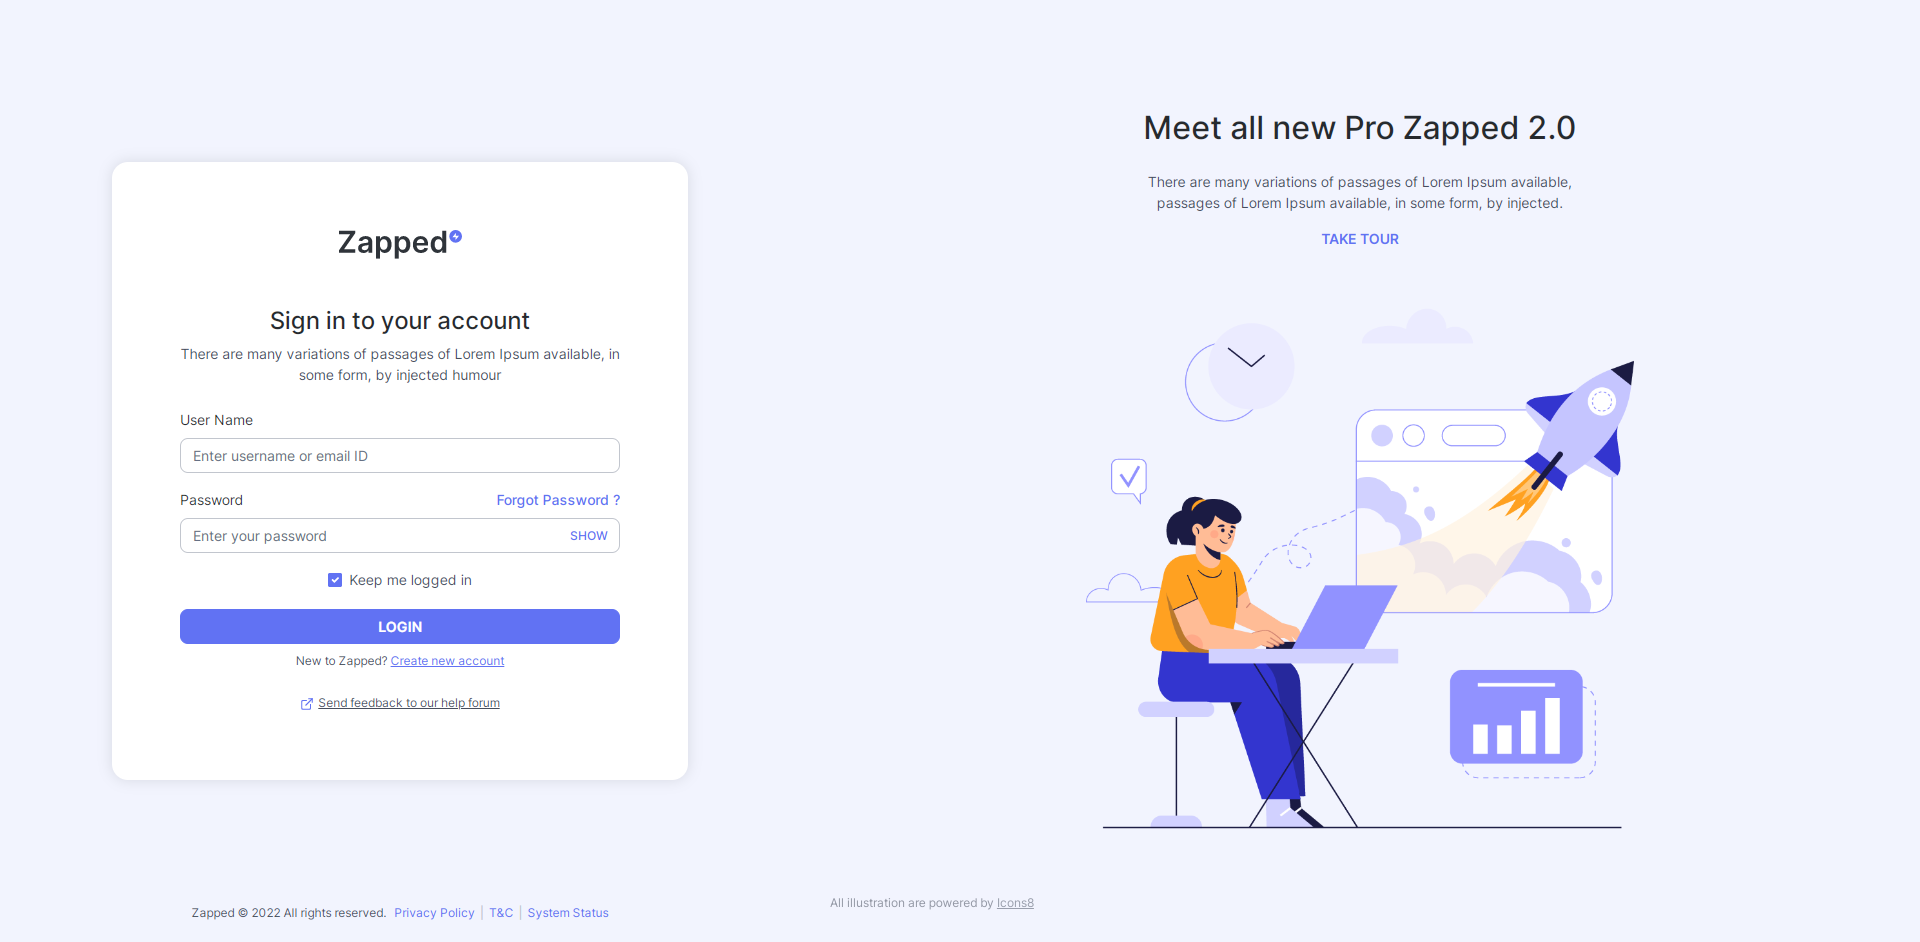 Zapped
Sign in to your account
There are many variations of passages of Lorem Ipsum available, in
some form, by injected humour
User Name
Enter username or email ID
Password
Forgot Password ?
Enter your password
SHOW
Keep me logged in
LOGIN
New to Zapped? Create new account
Send feedback to our help forum
Zapped © 2022 All rights reserved. Privacy Policy | T&C | System Status
Meet all new Pro Zapped 2.0
There are many variations of passages of Lorem Ipsum available,
passages of Lorem Ipsum available, in some form, by injected.
TAKE TOUR
All illustration are powered by Icons8